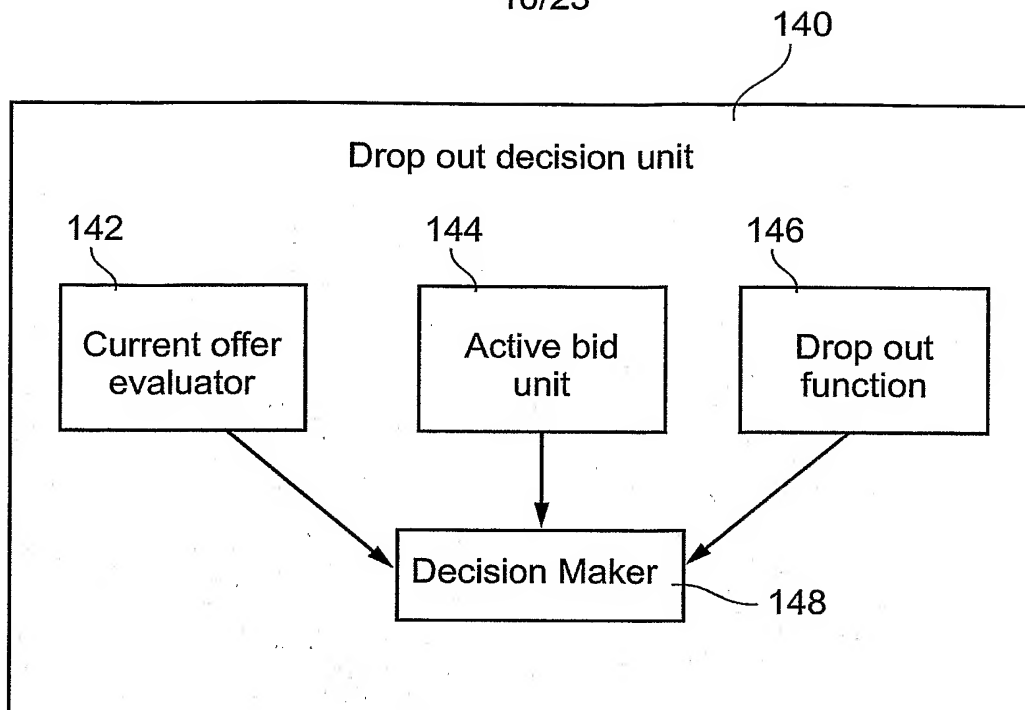 140
Drop out decision unit
142
144
146
Current offer
evaluator
Active bid
unit
Drop out
function
Decision Maker
148